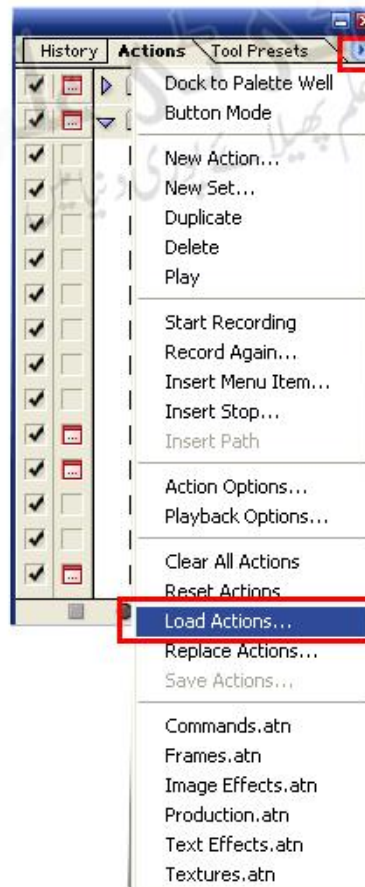 History Actions Tool Presets
Dock to Palette Well
Button Mode
New Action...
New Set...
Duplicate
Delete
Play
Start Recording
Record Again...
Insert Menu Item...
Insert Stop...
Insert Path
Action Options...
Playback Options...
Clear All Actions
Reset Actions
Load Actions...
Replace Actions...
Save Actions...
Commands.atn
Frames.atn
Image Effects.atn
Production.atn
Text Effects.atn
Textures.atn